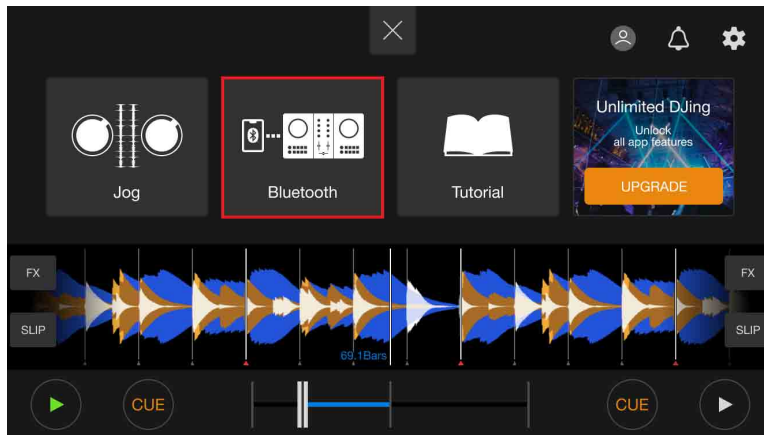 Jog
Bluetooth
Tutorial
Unlimited DJing
Unlock
all app features
UPGRADE
FX
FX
SLIP
SLIP
69.1Bars
CUE
CUE